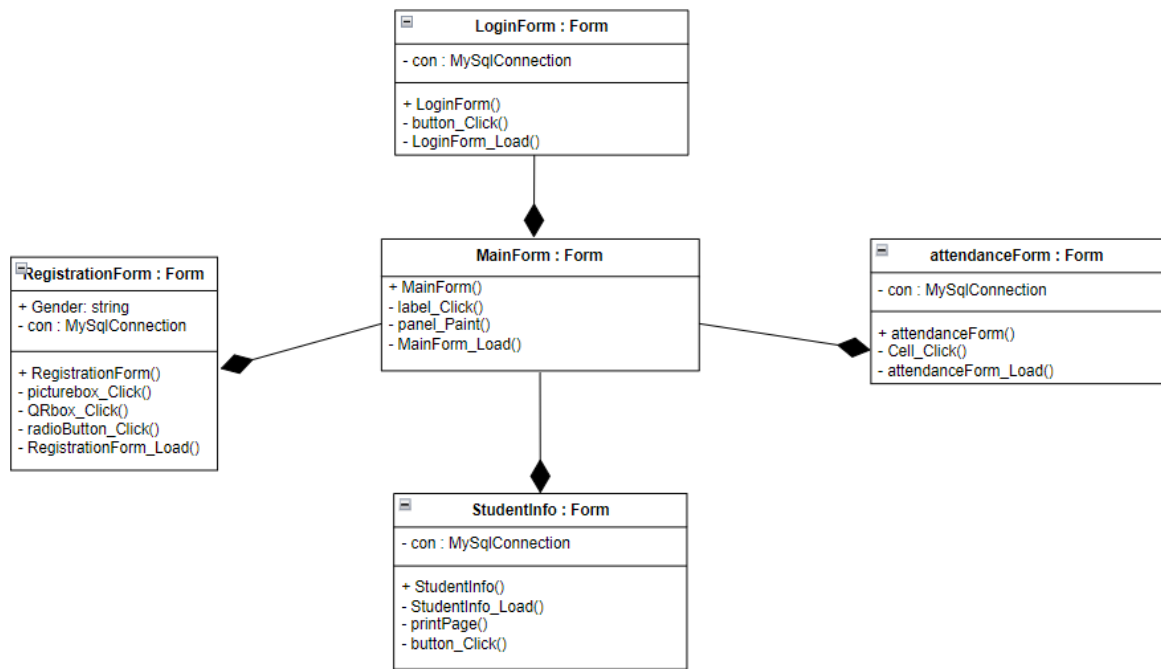 LoginForm : Form
- con : MySqlConnection
+ LoginForm()
- button_Click()
- LoginForm_Load()
MainForm : Form
+ MainForm()
- label_Click()
- panel_Paint()
- MainForm_Load()
RegistrationForm : Form
+ Gender: string
- con : MySqlConnection
+ RegistrationForm()
- picturebox_Click()
- QRbox_Click()
- radioButton_Click()
- RegistrationForm_Load()
attendanceForm : Form
- con : MySqlConnection
+ attendanceForm()
- Cell_Click()
- attendanceForm_Load()
StudentInfo : Form
- con : MySqlConnection
+ StudentInfo()
- StudentInfo_Load()
- printPage()
- button_Click()